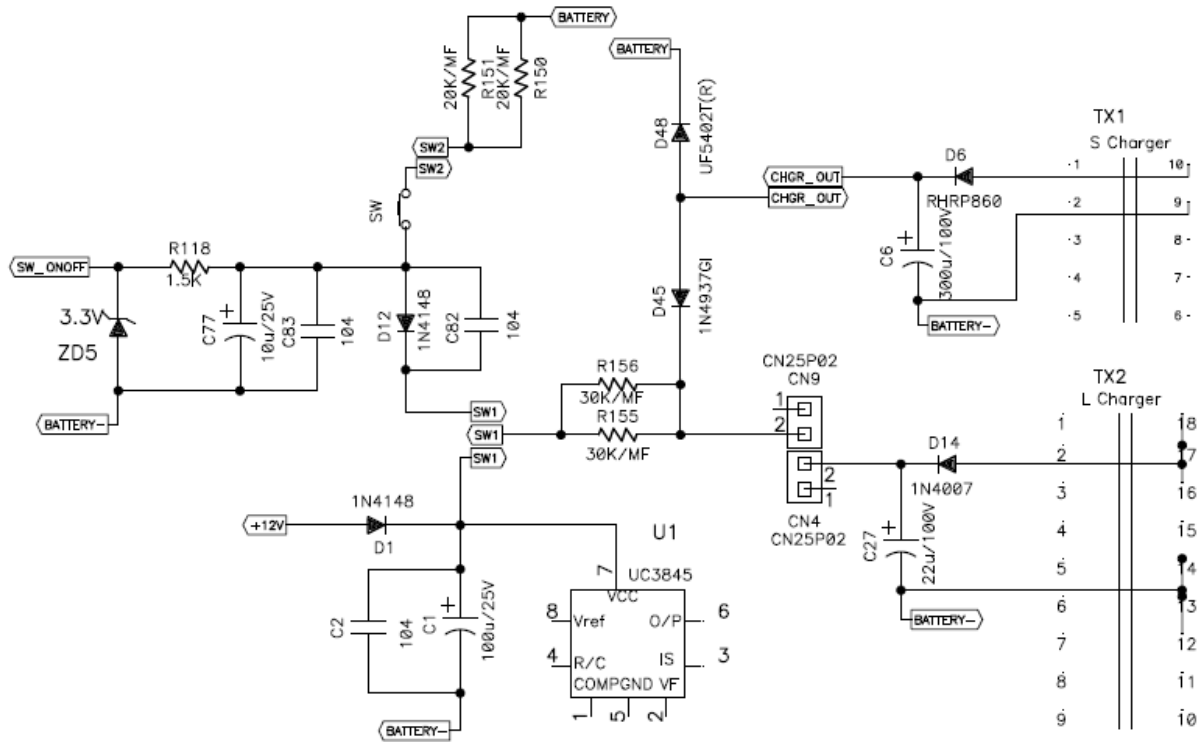 BATTERY
BATTERY
20K/MF
R151
20K/MF
R150
D48
UF5402T(R)
TX1
S Charger
SW2
SW2
CHGR_OUT
CHGR_OUT
D6
RHRP860
1
10
2
9
3
8
4
7
5
6
SW
C6
300u/100V
BATTERY-
SW_ONOFF
R118
1.5K
3.3V
ZD5
C77
10u/25V
C83
104
D12
1N4148
C82
104
D45
1N4937GI
BATTERY-
R156
30K/MF
R155
30K/MF
SW1
SW1
SW1
CN25P02
CN9
1
2
2
1
CN4
CN25P02
D14
1N4007
C27
22u/100V
BATTERY-
TX2
L Charger
1
18
2
17
3
16
4
15
5
14
6
13
7
12
8
11
9
10
1N4148
+12V
D1
C2
104
C1
100u/25V
BATTERY-
U1
UC3845
7
VCC
8
Vref
O/P
6
4
R/C
IS
3
COMPGND VF
1
5
2